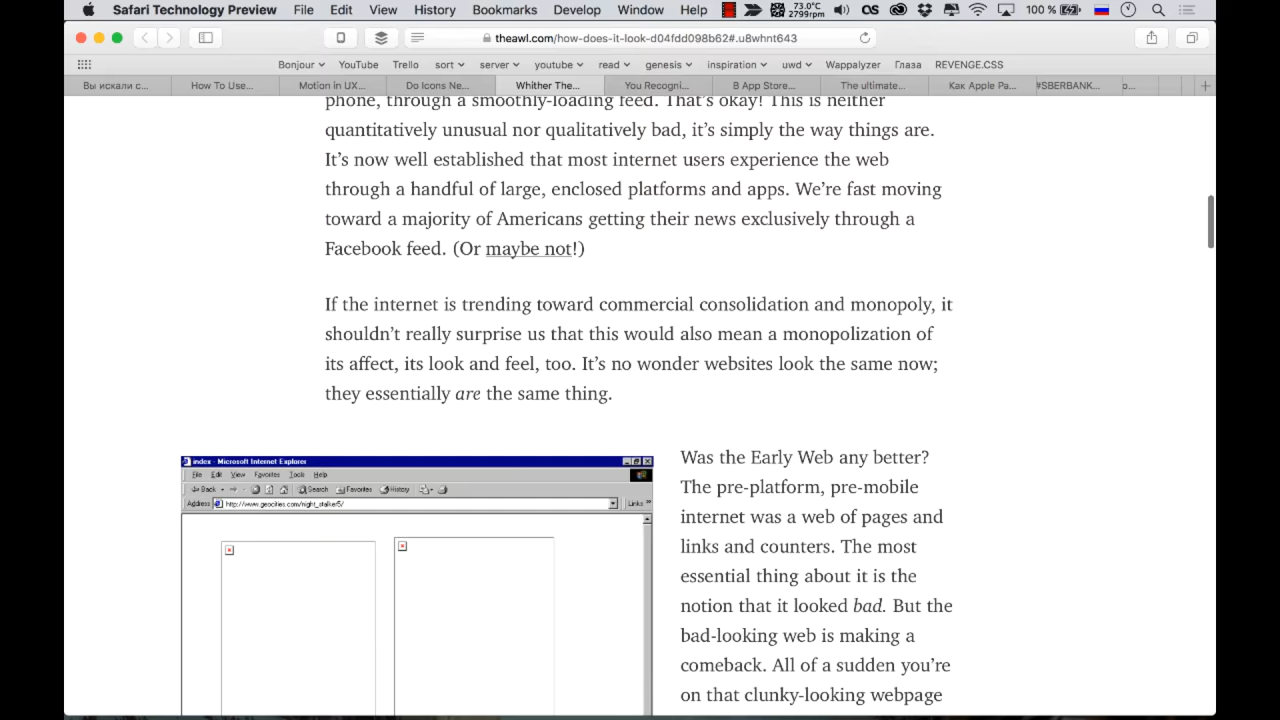 Safari Technology Preview File Edit View History Bookmarks Develop Window Help 73.0°C 2799rpm 100 %
theawl.com/how-does-it-look-d04fdd098b62#.u8whnt643
Bonjour YouTube Trello sort server youtube read genesis inspiration uwd Wappalyzer Глаза REVENGE.CSS
Вы искали с... How To Use... Motion in UX... Do Icons Ne... Whither The... You Recogni... В App Store... The ultimate... Как Apple Pa... #SBERBANK... о...
phone, through a smoothly-loading feed. That's okay! This is neither
quantitatively unusual nor qualitatively bad, it's simply the way things are.
It's now well established that most internet users experience the web
through a handful of large, enclosed platforms and apps. We're fast moving
toward a majority of Americans getting their news exclusively through a
Facebook feed. (Or maybe not!)
If the internet is trending toward commercial consolidation and monopoly, it
shouldn't really surprise us that this would also mean a monopolization of
its affect, its look and feel, too. It's no wonder websites look the same now;
they essentially are the same thing.
index - Microsoft Internet Explorer
File Edit View Favorites Tools Help
Back Search Favorites History
Address http://www.geocities.com/night_stalker5/ Links »
Was the Early Web any better?
The pre-platform, pre-mobile
internet was a web of pages and
links and counters. The most
essential thing about it is the
notion that it looked bad. But the
bad-looking web is making a
comeback. All of a sudden you're
on that clunky-looking webpage